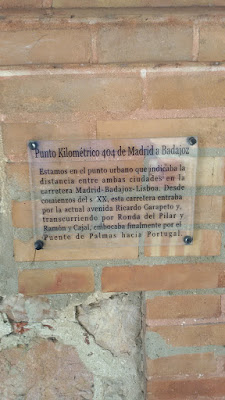 Punto Kilométrico 404 de Madrid a Badajoz
Estamos en el punto urbano que indicaba la
distancia entre ambas ciudades en la
carretera Madrid-Badajoz-Lisboa. Desde
comienzos del s. XX, esta carretera entraba
por la actual avenida Ricardo Carapeto y,
transcurriendo por Ronda del Pilar y
Ramón y Cajal, embocaba finalmente por el
Puente de Palmas hacia Portugal.